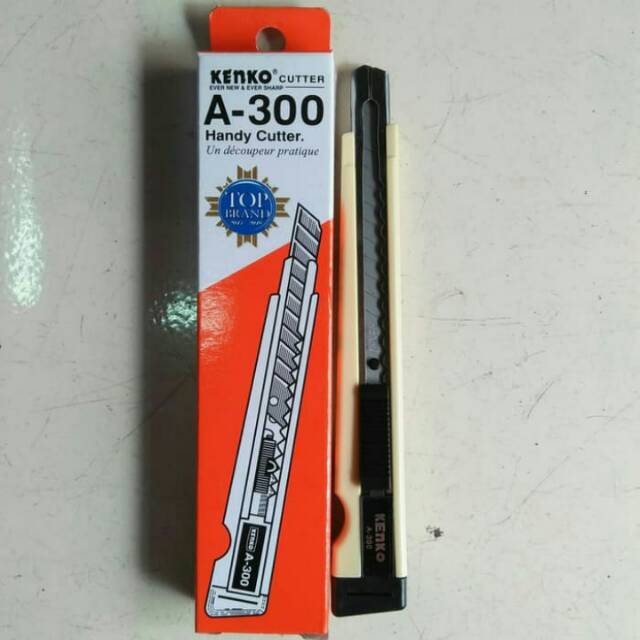 KENKO® CUTTER
EVER NEW & EVER SHARP
A-300
Handy Cutter.
Un découpeur pratique
TOP
BRAND
KENKO A-300
KENKO
A-300